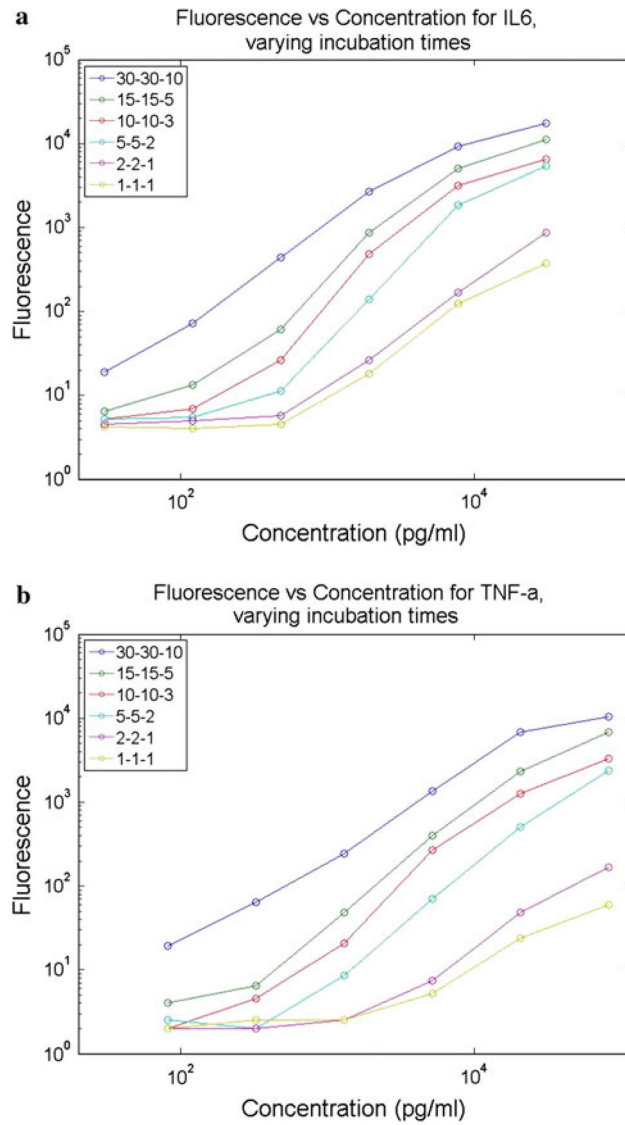 a
Fluorescence vs Concentration for IL6,
varying incubation times
10^5
10^4
10^3
10^2
10^1
10^0
Fluorescence
30-30-10
15-15-5
10-10-3
5-5-2
2-2-1
1-1-1
10^2
10^4
Concentration (pg/ml)
b
Fluorescence vs Concentration for TNF-a,
varying incubation times
10^5
10^4
10^3
10^2
10^1
10^0
Fluorescence
30-30-10
15-15-5
10-10-3
5-5-2
2-2-1
1-1-1
10^2
10^4
Concentration (pg/ml)